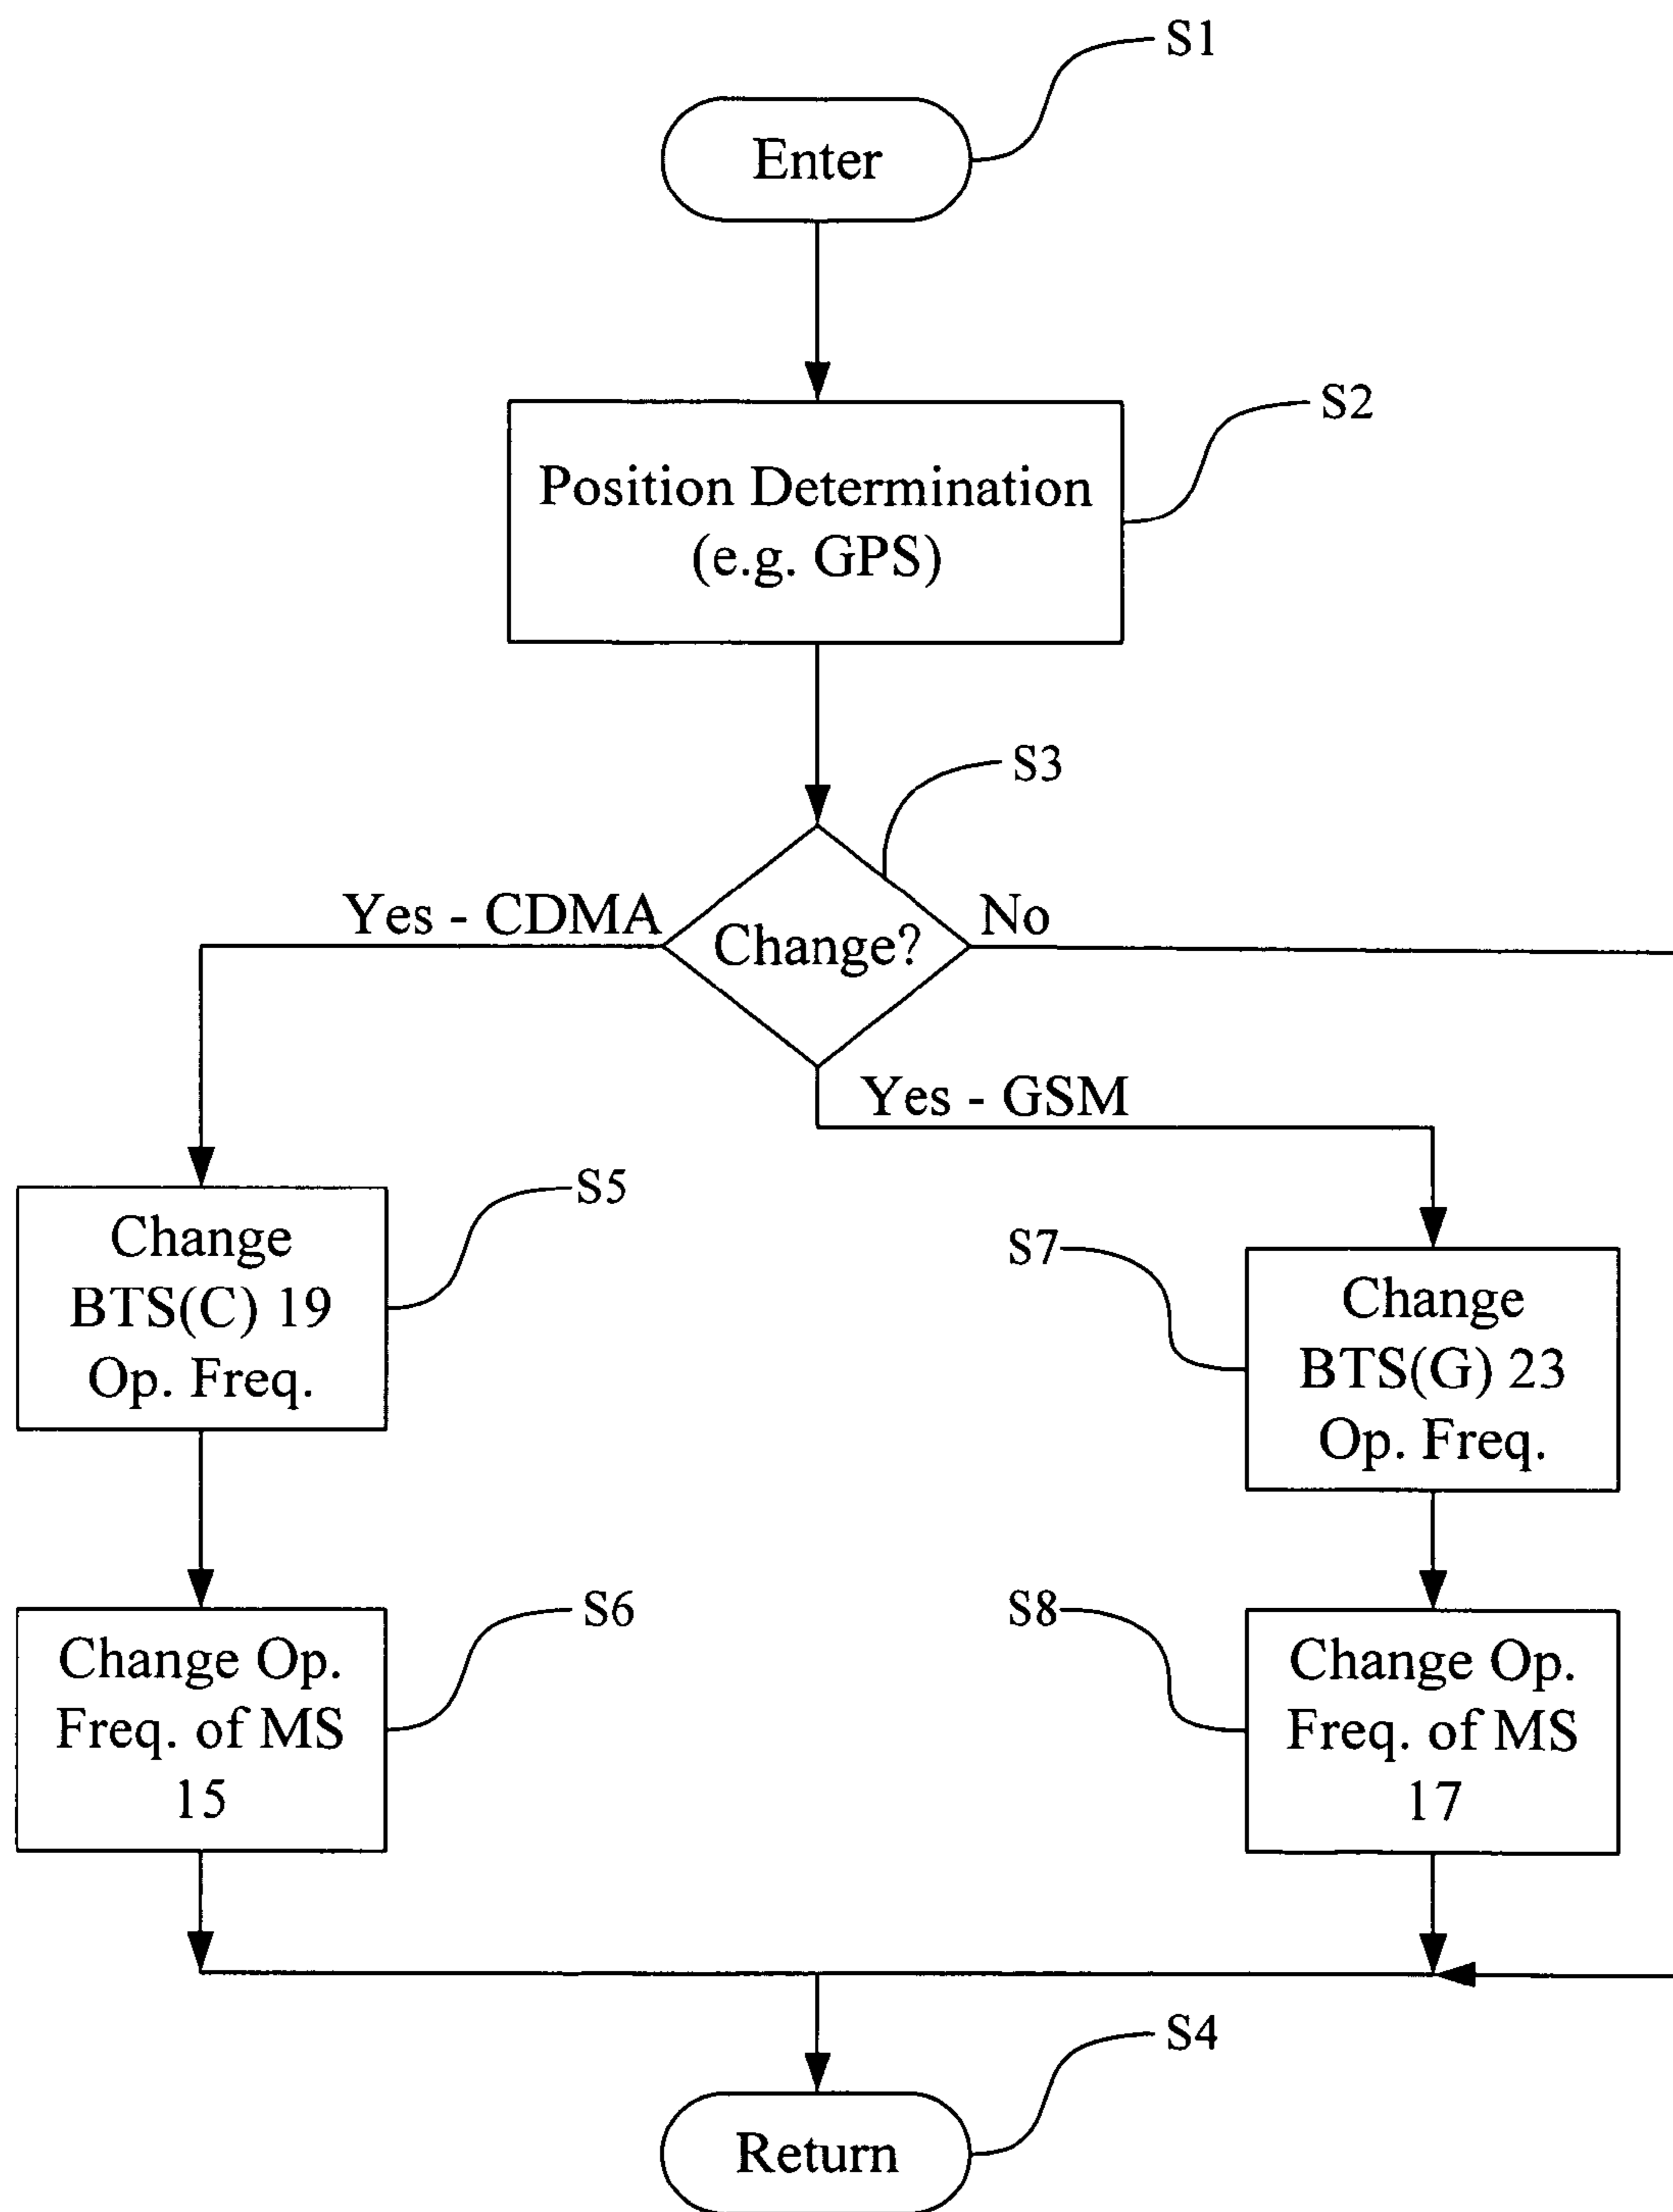 S1
Enter
S2
Position Determination
(e.g. GPS)
S3
Yes - CDMA
Change?
No
Yes - GSM
S5
Change
BTS(C) 19
Op. Freq.
S7
Change
BTS(G) 23
Op. Freq.
S6
Change Op.
Freq. of MS
15
S8
Change Op.
Freq. of MS
17
S4
Return